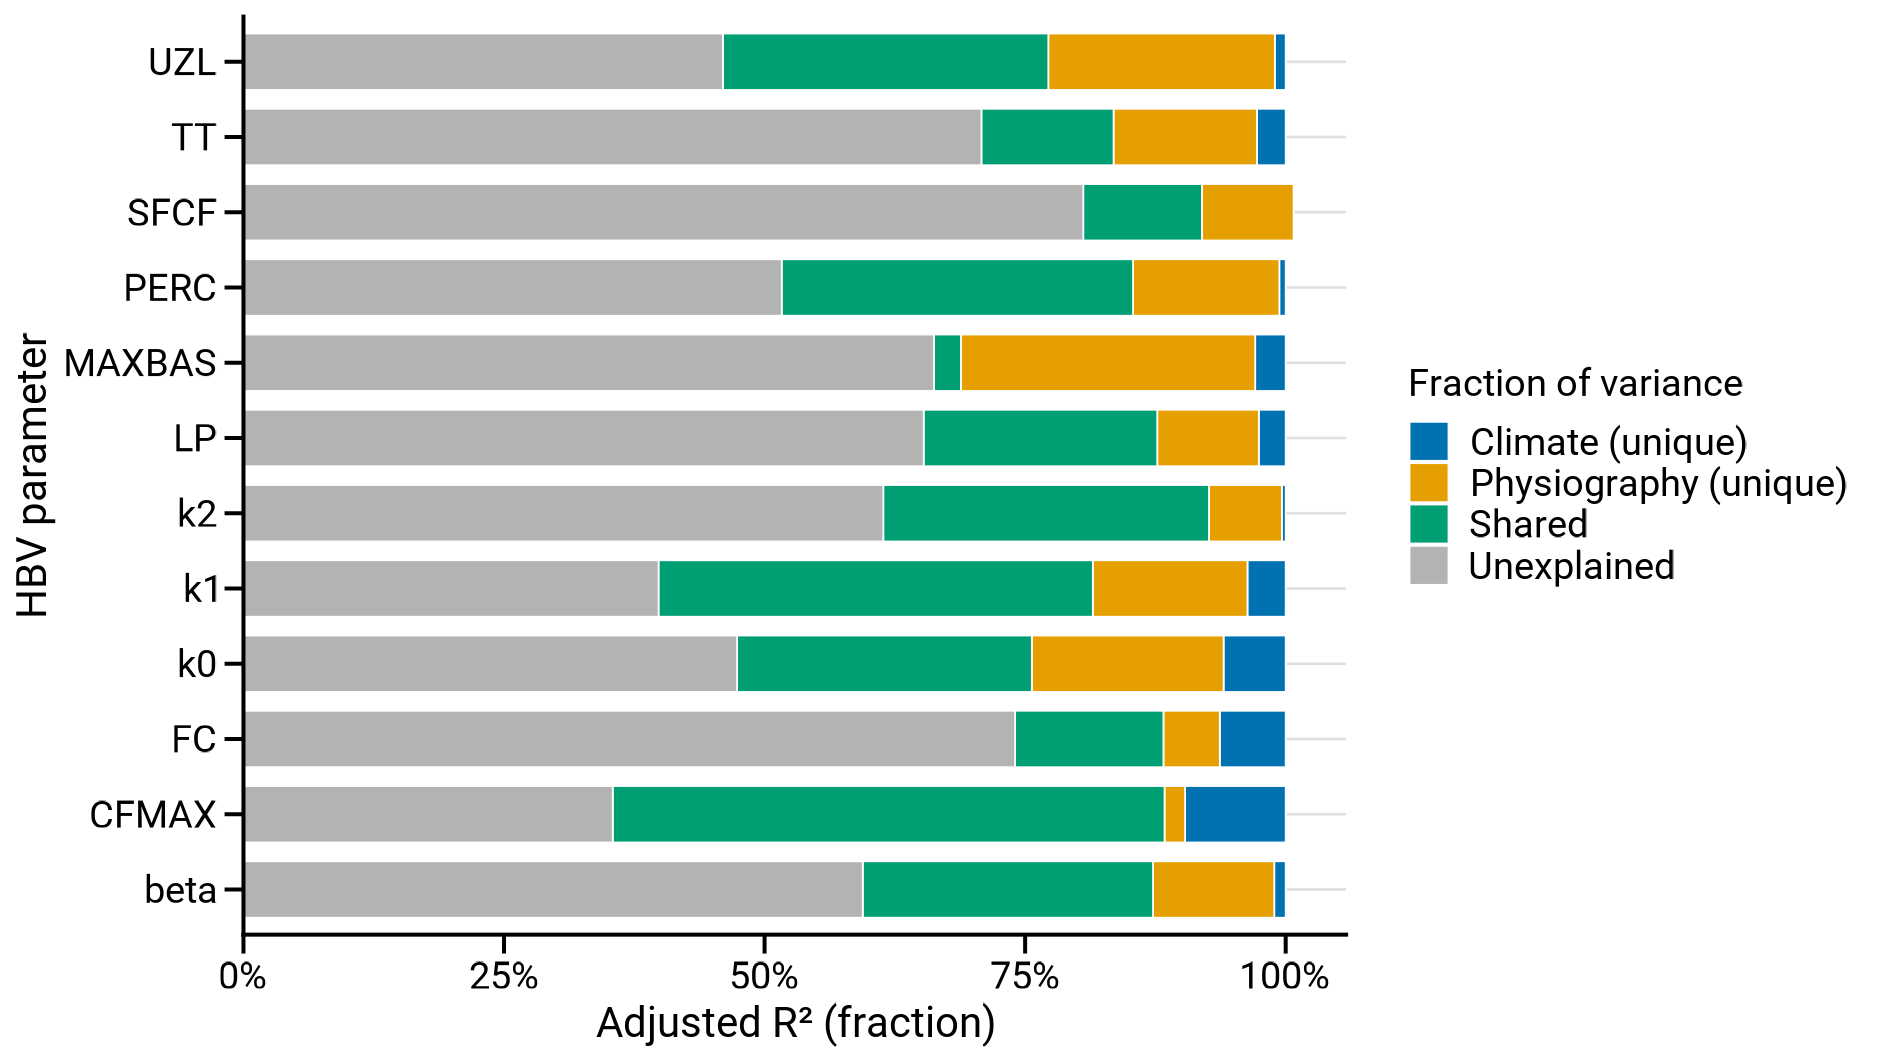 UZL
TT
SFCF
PERC
MAXBAS
LP
k2
k1
k0
FC
CFMAX
beta
HBV parameter
0% 25% 50% 75% 100%
Adjusted R² (fraction)
Fraction of variance
Climate (unique)
Physiography (unique)
Shared
Unexplained